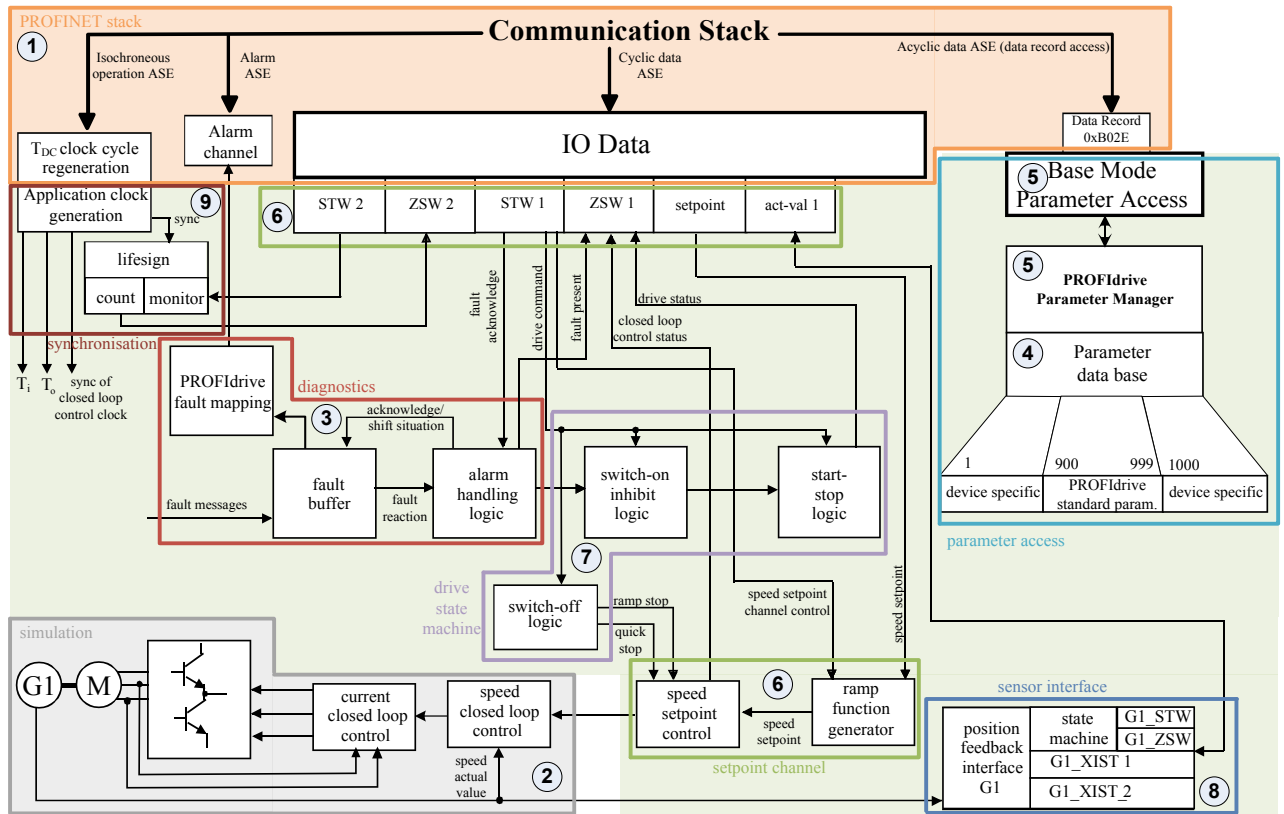 PROFINET stack
1
Communication Stack
Isochroneous
operation ASE
Alarm
ASE
Cyclic data
ASE
Acyclic data ASE (data record access)
TDC clock cycle
regeneration
Alarm
channel
IO Data
Data Record
0xB02E
5
Base Mode
Parameter Access
Application clock
generation
9
sync
lifesign
count
monitor
synchronisation
Ti
To
sync of
closed loop
control clock
6
STW 2
ZSW 2
STW 1
ZSW 1
setpoint
act-val 1
fault
acknowledge
drive command
fault present
drive status
closed loop
control status
5
PROFIdrive
Parameter Manager
4
Parameter
data base
1
900
999
1000
device specific
PROFIdrive
standard param.
device specific
parameter access
PROFIdrive
fault mapping
diagnostics
3
acknowledge/
shift situation
fault messages
fault
buffer
fault
reaction
alarm
handling
logic
switch-on
inhibit
logic
start-
stop
logic
7
drive
state
machine
switch-off
logic
ramp stop
quick
stop
speed setpoint
channel control
speed setpoint
simulation
G1
M
current
closed loop
control
speed
closed loop
control
speed
actual
value
2
speed
setpoint
control
6
speed
setpoint
ramp
function
generator
setpoint channel
sensor interface
position
feedback
interface
G1
state
machine
G1_STW
G1_ZSW
G1_XIST 1
G1_XIST_2
8